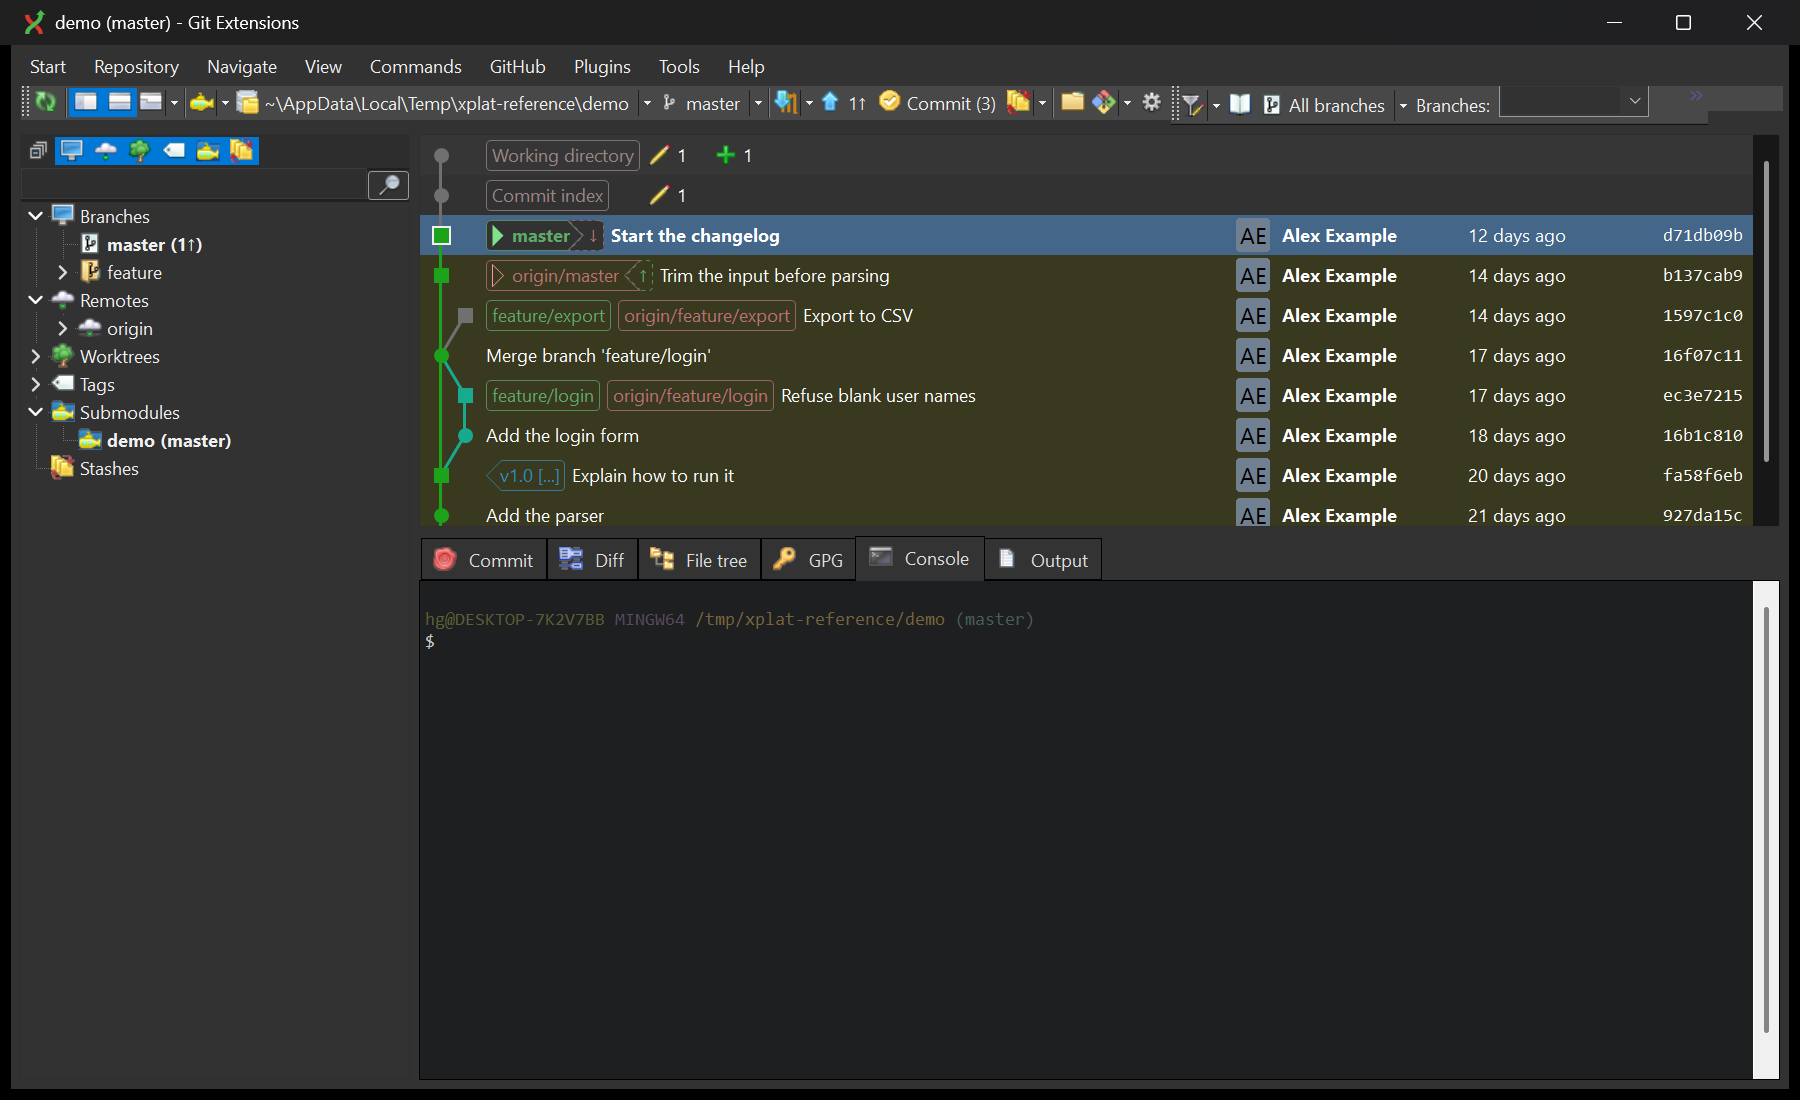 demo (master) - Git Extensions
Start Repository Navigate View Commands GitHub Plugins Tools Help
~\AppData\Local\Temp\xplat-reference\demo master 1↑ Commit (3) All branches Branches: »
Working directory 1 1
Commit index 1
master ↓ Start the changelog AE Alex Example 12 days ago d71db09b
origin/master ↑ Trim the input before parsing AE Alex Example 14 days ago b137cab9
feature/export origin/feature/export Export to CSV AE Alex Example 14 days ago 1597c1c0
Merge branch 'feature/login' AE Alex Example 17 days ago 16f07c11
feature/login origin/feature/login Refuse blank user names AE Alex Example 17 days ago ec3e7215
Add the login form AE Alex Example 18 days ago 16b1c810
v1.0 [...] Explain how to run it AE Alex Example 20 days ago fa58f6eb
Add the parser AE Alex Example 21 days ago 927da15c
Branches
master (1↑)
feature
Remotes
origin
Worktrees
Tags
Submodules
demo (master)
Stashes
Commit Diff File tree GPG Console Output
hg@DESKTOP-7K2V7BB MINGW64 /tmp/xplat-reference/demo (master)
$